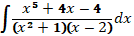 ∫ (x⁵ + 4x − 4) / ((x² + 1)(x − 2)) dx